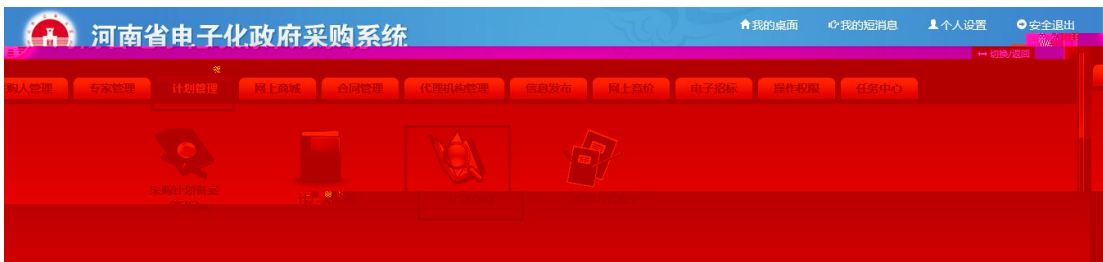 河南省电子化政府采购系统
我的桌面 我的短消息 个人设置 安全退出
切换/返回
购人管理 专家管理 计划管理 网上商城 合同管理 代理机构管理 信息发布 网上竞价 电子招标 操作权限 任务中心
采购计划备案